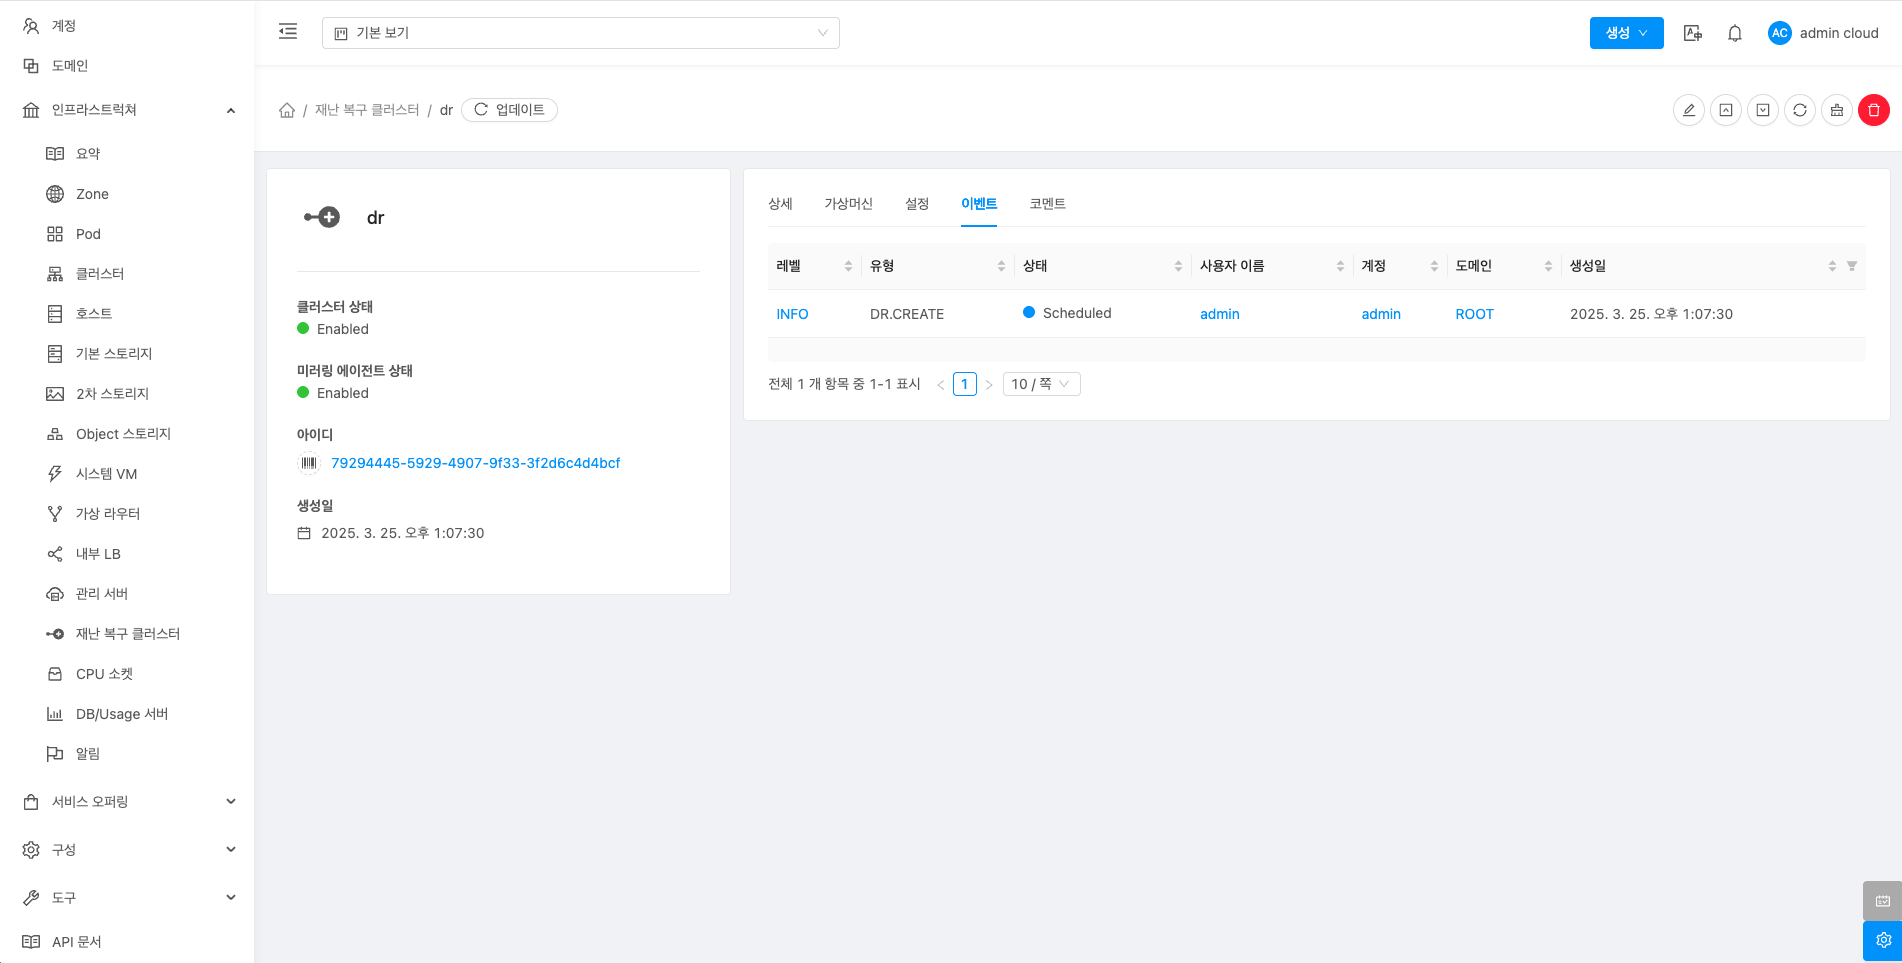 계정
도메인
인프라스트럭쳐
요약
Zone
Pod
클러스터
호스트
기본 스토리지
2차 스토리지
Object 스토리지
시스템 VM
가상 라우터
내부 LB
관리 서버
재난 복구 클러스터
CPU 소켓
DB/Usage 서버
알림
서비스 오퍼링
구성
도구
API 문서
기본 보기
생성
AC admin cloud
/ 재난 복구 클러스터 / dr 업데이트
dr
클러스터 상태
Enabled
미러링 에이전트 상태
Enabled
아이디
79294445-5929-4907-9f33-3f2d6c4d4bcf
생성일
2025. 3. 25. 오후 1:07:30
상세 가상머신 설정 이벤트 코멘트
레벨 유형 상태 사용자 이름 계정 도메인 생성일
INFO DR.CREATE Scheduled admin admin ROOT 2025. 3. 25. 오후 1:07:30
전체 1 개 항목 중 1-1 표시 < 1 > 10 / 쪽